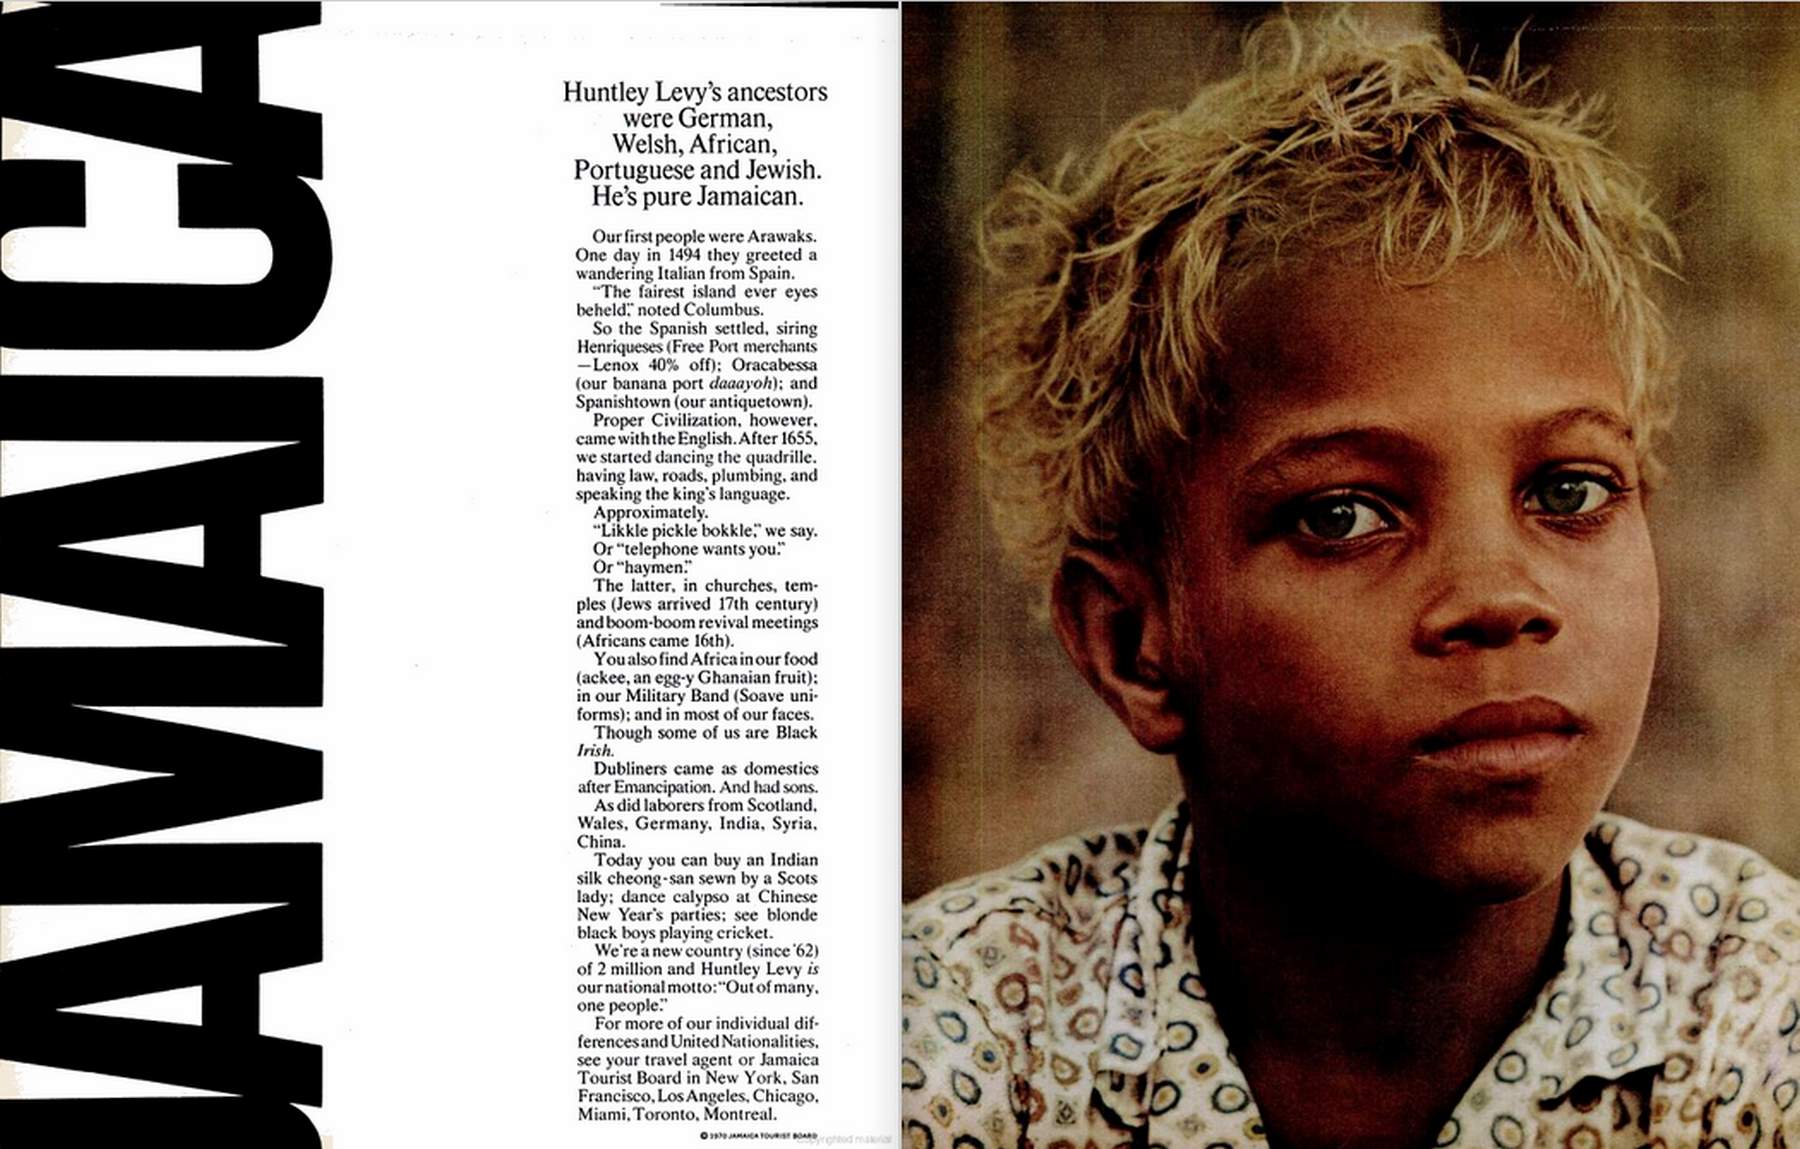 JAMAICA
Huntley Levy's ancestors
were German,
Welsh, African,
Portuguese and Jewish.
He's pure Jamaican.
Our first people were Arawaks.
One day in 1494 they greeted a
wandering Italian from Spain.
"The fairest island ever eyes
beheld," noted Columbus.
So the Spanish settled, siring
Henriqueses (Free Port merchants
—Lenox 40% off); Oracabessa
(our banana port daaayoh); and
Spanishtown (our antiquetown).
Proper Civilization, however,
came with the English. After 1655,
we started dancing the quadrille,
having law, roads, plumbing, and
speaking the king's language.
Approximately.
"Likkle pickle bokkle," we say.
Or "telephone wants you."
Or "haymen."
The latter, in churches, tem-
ples (Jews arrived 17th century)
and boom-boom revival meetings
(Africans came 16th).
You also find Africa in our food
(ackee, an egg-y Ghanaian fruit);
in our Military Band (Soave uni-
forms); and in most of our faces.
Though some of us are Black
Irish.
Dubliners came as domestics
after Emancipation. And had sons.
As did laborers from Scotland,
Wales, Germany, India, Syria,
China.
Today you can buy an Indian
silk cheong-san sewn by a Scots
lady; dance calypso at Chinese
New Year's parties; see blonde
black boys playing cricket.
We're a new country (since '62)
of 2 million and Huntley Levy is
our national motto: "Out of many,
one people."
For more of our individual dif-
ferences and United Nationalities,
see your travel agent or Jamaica
Tourist Board in New York, San
Francisco, Los Angeles, Chicago,
Miami, Toronto, Montreal.
© 1970 JAMAICA TOURIST BOARD
Copyrighted material